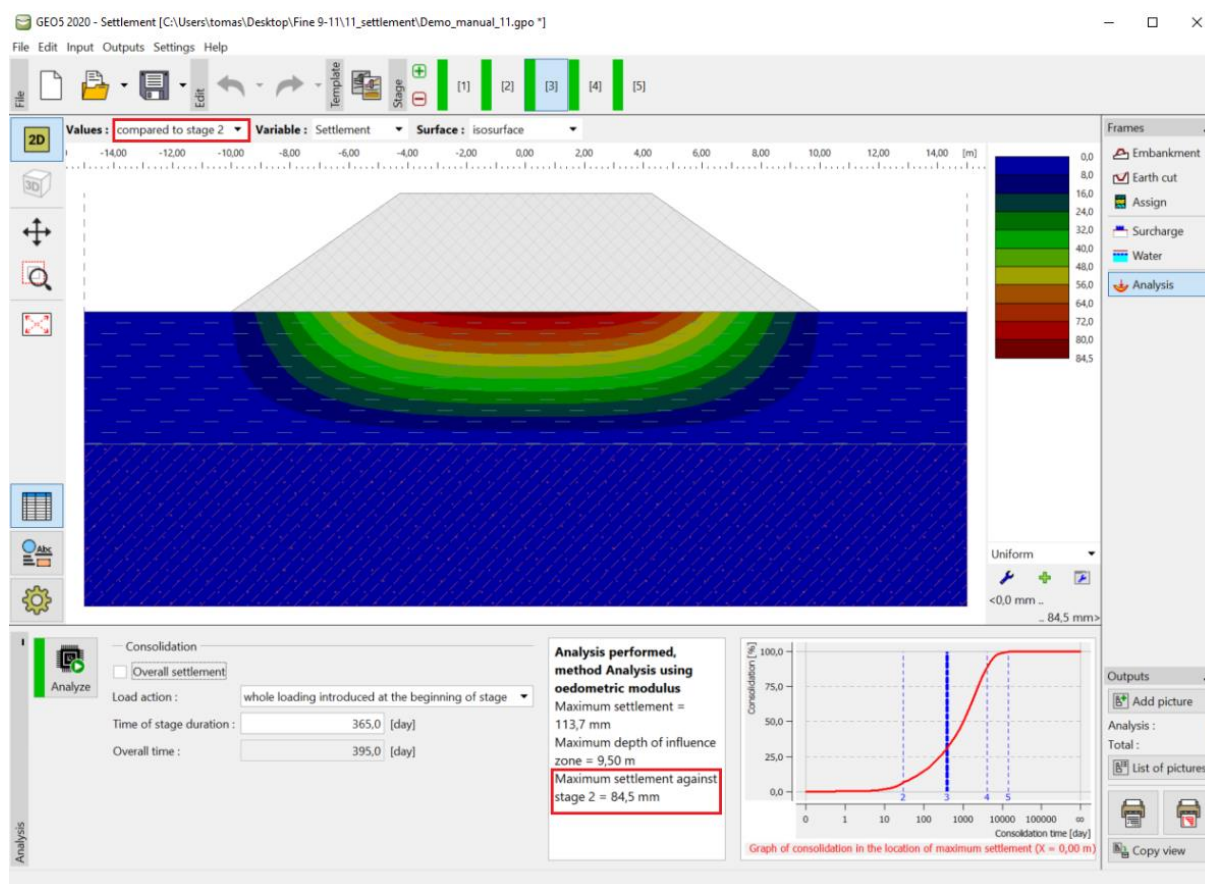 GEO5 2020 - Settlement [C:\Users\tomas\Desktop\Fine 9-11\11_settlement\Demo_manual_11.gpo *]
File Edit Input Outputs Settings Help
File
Edit
Template
Stage
[1] [2] [3] [4] [5]
2D
3D
Values : compared to stage 2 Variable : Settlement Surface : isosurface
-14,00 -12,00 -10,00 -8,00 -6,00 -4,00 -2,00 0,00 2,00 4,00 6,00 8,00 10,00 12,00 14,00 [m]
0,0
8,0
16,0
24,0
32,0
40,0
48,0
56,0
64,0
72,0
80,0
84,5
Uniform
<0,0 mm ..
.. 84,5 mm>
Frames
Embankment
Earth cut
Assign
Surcharge
Water
Analysis
Abc
Analysis
Analyze
Consolidation
Overall settlement
Load action : whole loading introduced at the beginning of stage
Time of stage duration : 365,0 [day]
Overall time : 395,0 [day]
Analysis performed,
method Analysis using
oedometric modulus
Maximum settlement =
113,7 mm
Maximum depth of influence
zone = 9,50 m
Maximum settlement against
stage 2 = 84,5 mm
Consolidation [%]
100,0
75,0
50,0
25,0
0,0
2 3 4 5
0 1 10 100 1000 10000 100000 ∞
Consolidation time [day]
Graph of consolidation in the location of maximum settlement (X = 0,00 m)
Outputs
Add picture
Analysis :
Total :
List of pictures
Copy view